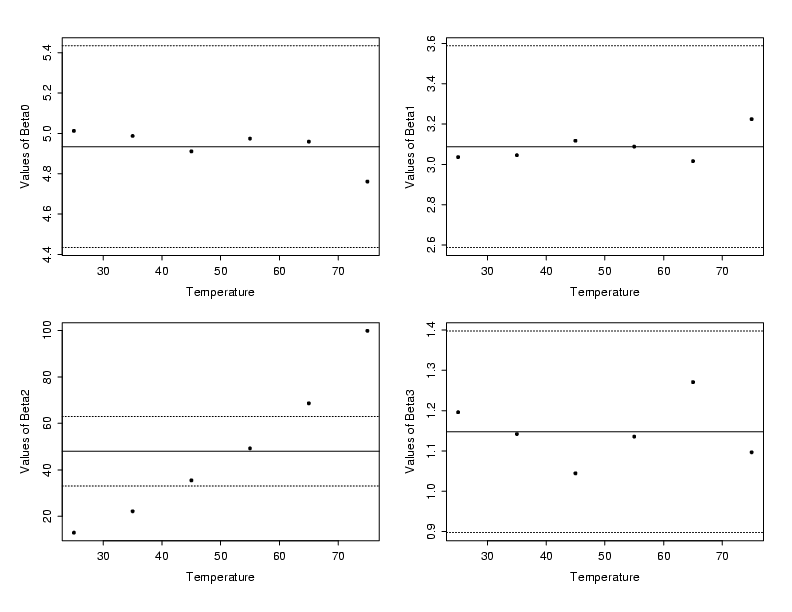 Values of Beta0
5.4
5.2
5.0
4.8
4.6
4.4
30 40 50 60 70
Temperature
Values of Beta1
3.6
3.4
3.2
3.0
2.8
2.6
30 40 50 60 70
Temperature
Values of Beta2
100
80
60
40
20
30 40 50 60 70
Temperature
Values of Beta3
1.4
1.3
1.2
1.1
1.0
0.9
30 40 50 60 70
Temperature